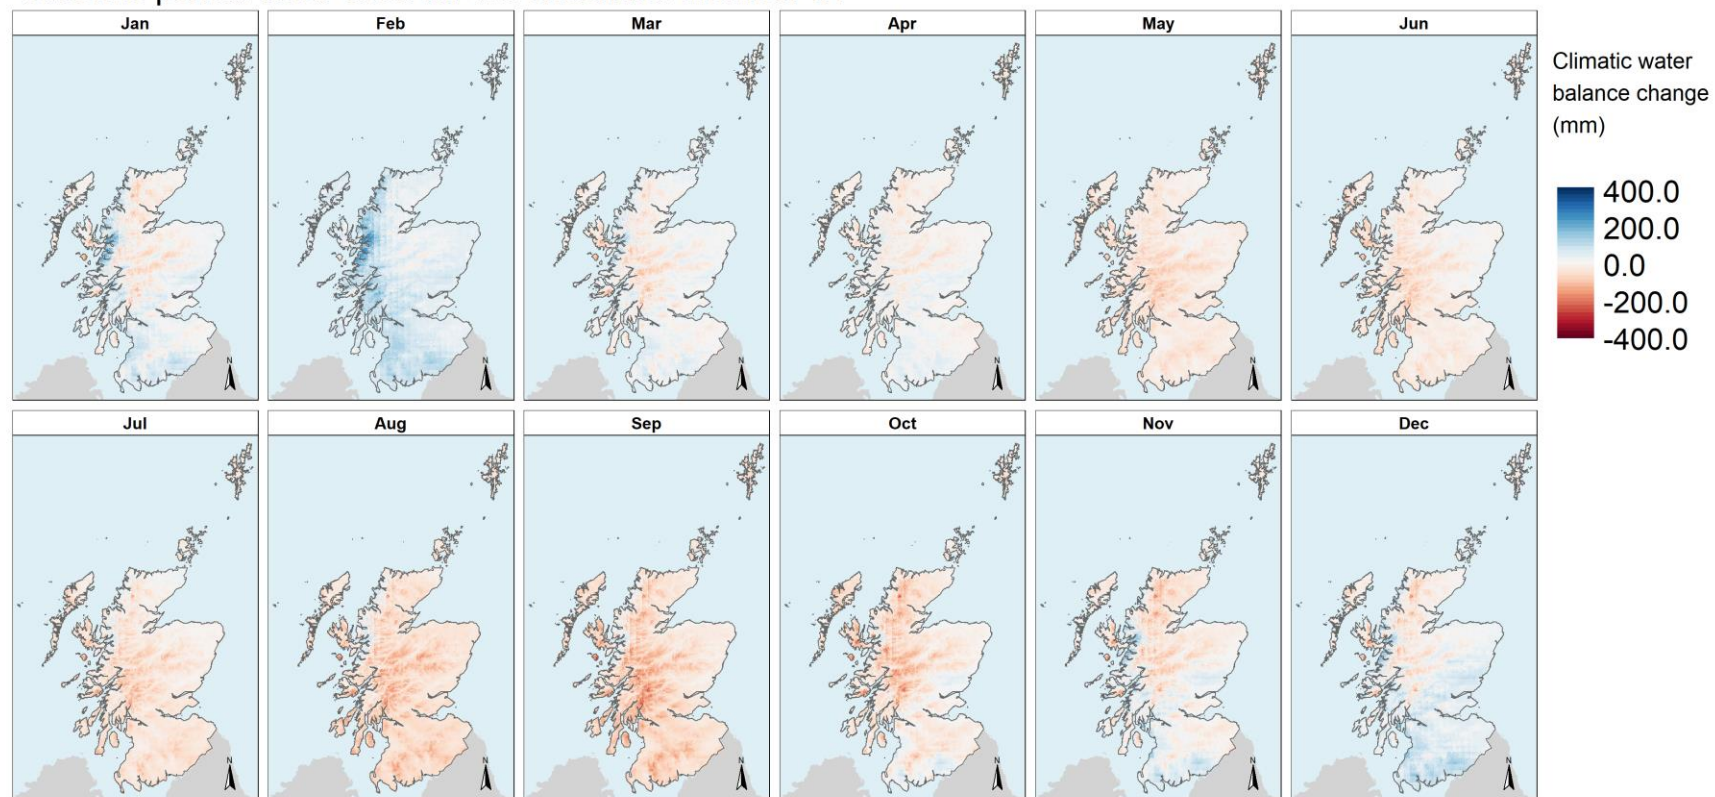 Jan Feb Mar Apr May Jun
Climatic water
balance change
(mm)
400.0
200.0
0.0
-200.0
-400.0
N N N N N N
Jul Aug Sep Oct Nov Dec
N N N N N N